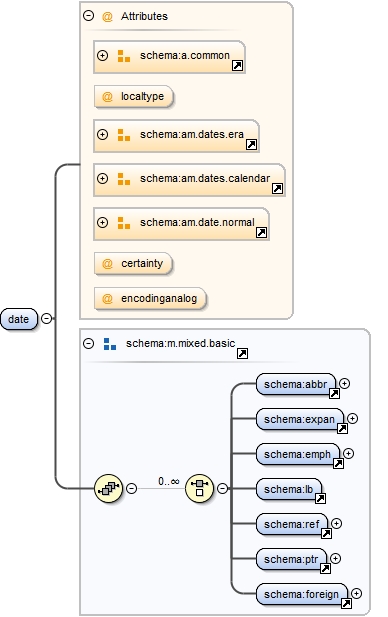 Attributes
schema:a.common
localtype
schema:am.dates.era
schema:am.dates.calendar
schema:am.date.normal
certainty
encodinganalog
date
schema:m.mixed.basic
0..∞
schema:abbr
schema:expan
schema:emph
schema:lb
schema:ref
schema:ptr
schema:foreign